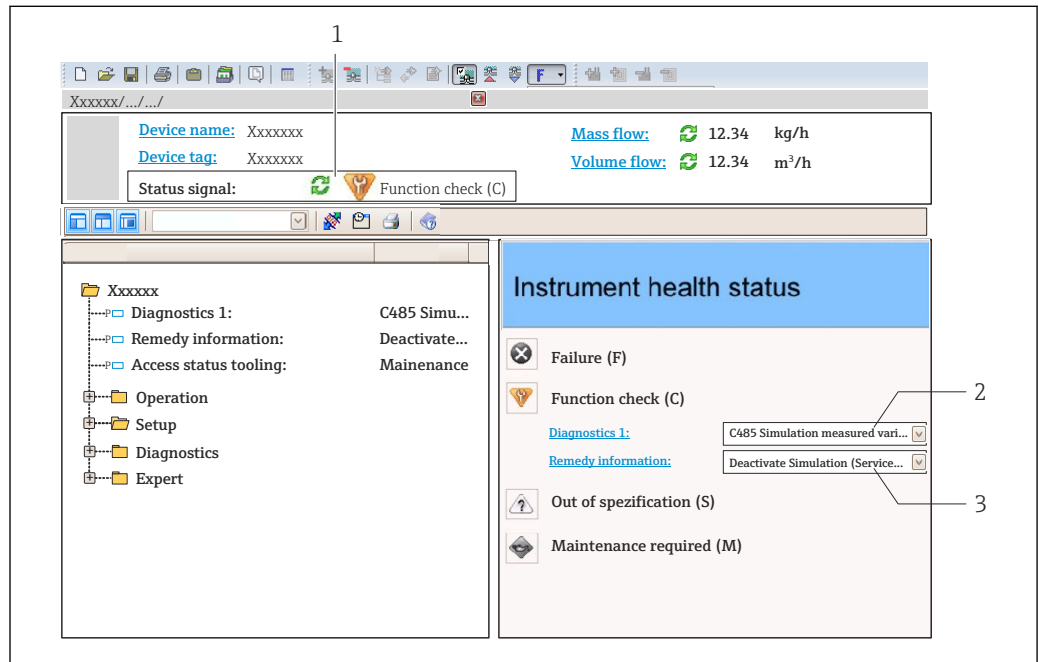 1
F
Xxxxxx/.../.../
Device name: Xxxxxxx
Mass flow: 12.34 kg/h
Device tag: Xxxxxxx
Volume flow: 12.34 m³/h
Status signal: Function check (C)
Xxxxxx
Diagnostics 1: C485 Simu...
Remedy information: Deactivate...
Access status tooling: Mainenance
Operation
Setup
Diagnostics
Expert
Instrument health status
Failure (F)
Function check (C)
2
Diagnostics 1: C485 Simulation measured vari...
Remedy information: Deactivate Simulation (Service...
3
Out of spezification (S)
Maintenance required (M)